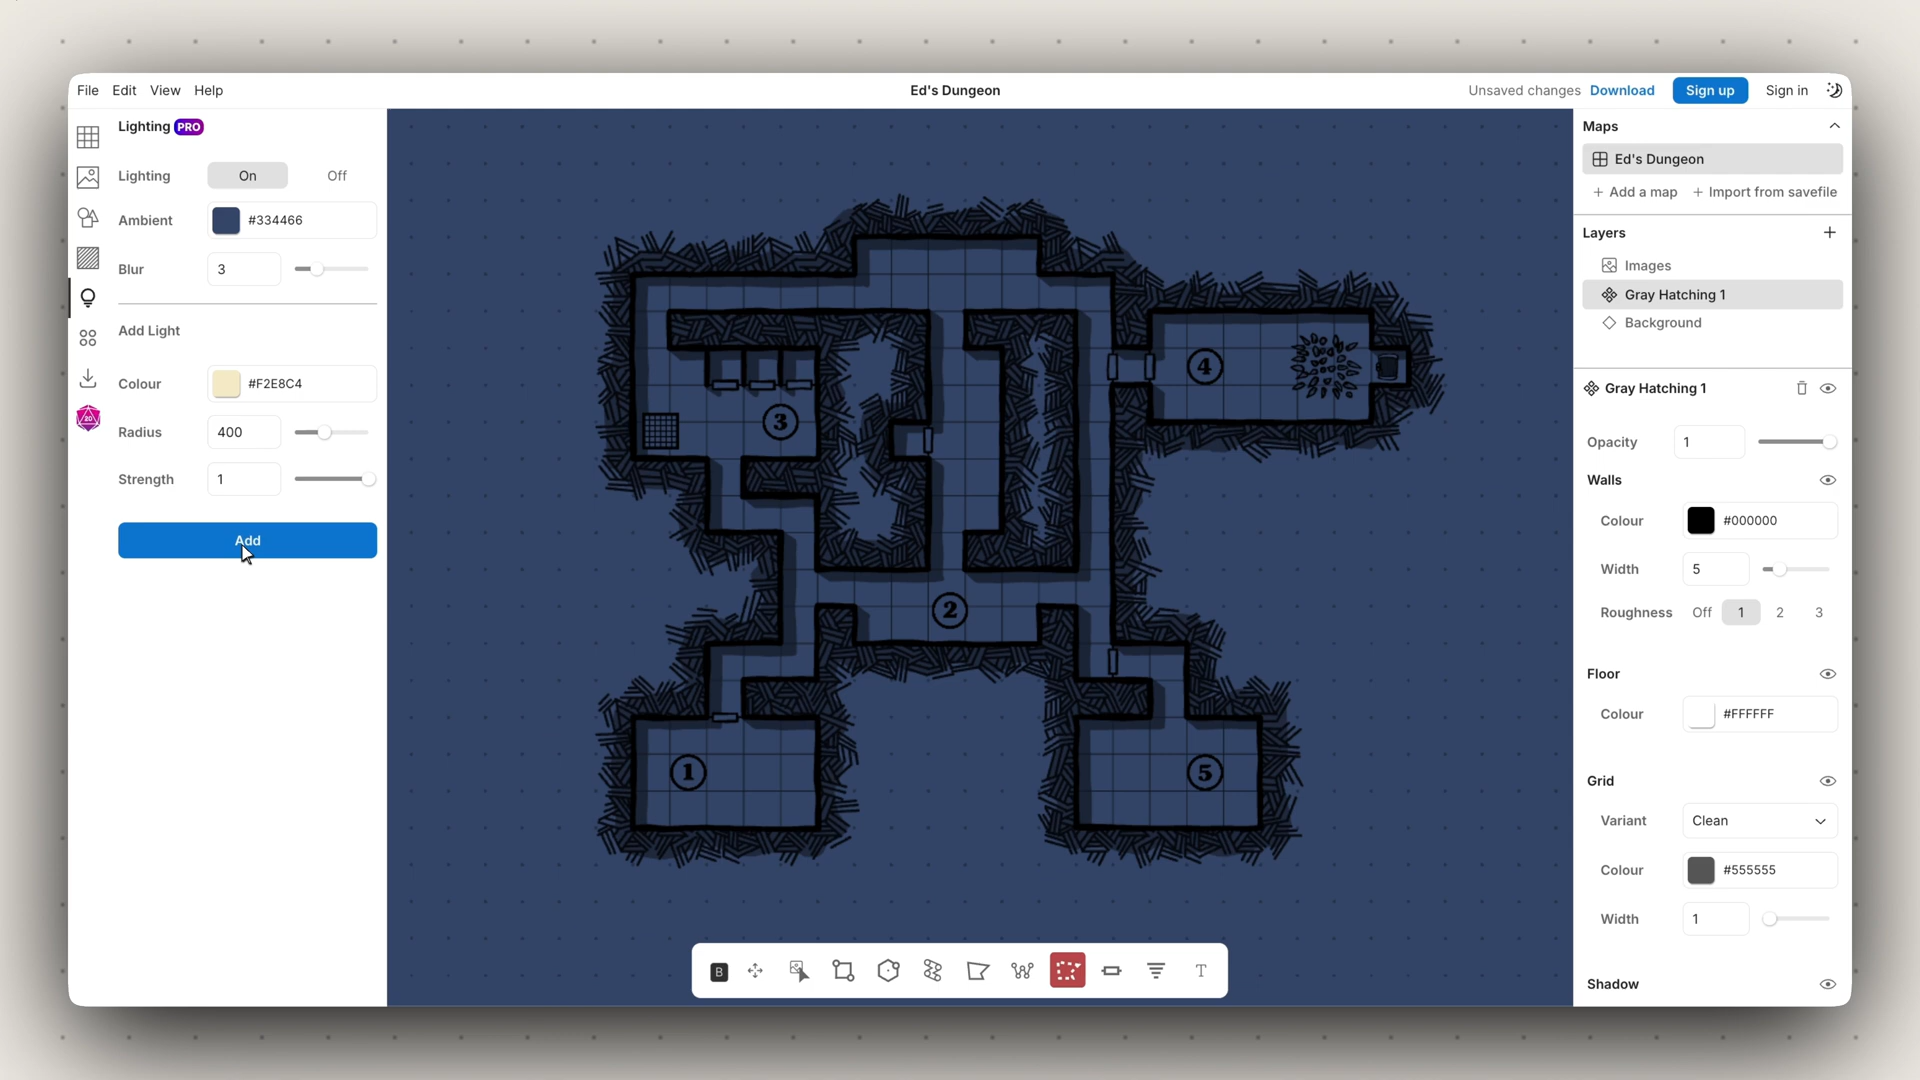 File Edit View Help
Ed's Dungeon
Unsaved changes Download Sign up Sign in
Lighting PRO
Lighting On Off
Ambient #334466
Blur 3
Add Light
Colour #F2E8C4
Radius 400
Strength 1
Add
20
4
3
2
1
5
B
T
Maps
Ed's Dungeon
+ Add a map + Import from savefile
Layers
Images
Gray Hatching 1
Background
Gray Hatching 1
Opacity 1
Walls
Colour #000000
Width 5
Roughness Off 1 2 3
Floor
Colour #FFFFFF
Grid
Variant Clean
Colour #555555
Width 1
Shadow